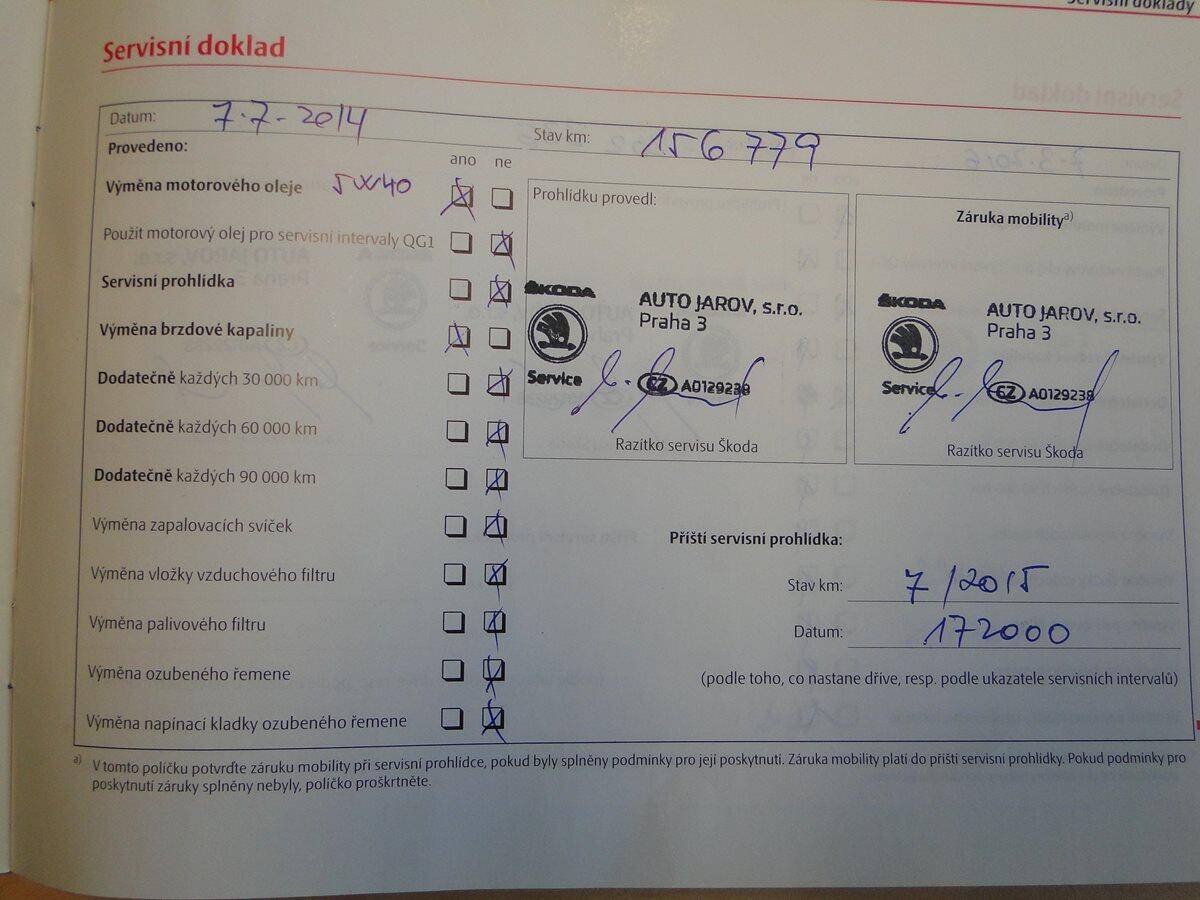 Servisní doklady
Servisní doklad
Datum: 7.7-2014 Stav km: 156 779
Provedeno: ano ne
Výměna motorového oleje 5W40
Použit motorový olej pro servisní intervaly QG1
Servisní prohlídka
Výměna brzdové kapaliny
Dodatečně každých 30 000 km
Dodatečně každých 60 000 km
Dodatečně každých 90 000 km
Výměna zapalovacích svíček
Výměna vložky vzduchového filtru
Výměna palivového filtru
Výměna ozubeného řemene
Výměna napínací kladky ozubeného řemene
Prohlídku provedl:
ŠKODA AUTO JAROV, s.r.o.
Praha 3
Service CZ A0129238
Razítko servisu Škoda
Záruka mobility a)
ŠKODA AUTO JAROV, s.r.o.
Praha 3
Service CZ A0129238
Razítko servisu Škoda
Příští servisní prohlídka:
Stav km: 7/2015
Datum: 172000
(podle toho, co nastane dříve, resp. podle ukazatele servisních intervalů)
a) V tomto políčku potvrďte záruku mobility při servisní prohlídce, pokud byly splněny podmínky pro její poskytnutí. Záruka mobility platí do příští servisní prohlídky. Pokud podmínky pro
poskytnutí záruky splněny nebyly, políčko proškrtněte.